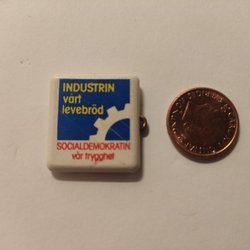 INDUSTRIN
vårt
levebröd
SOCIALDEMOKRATIN
vår trygghet